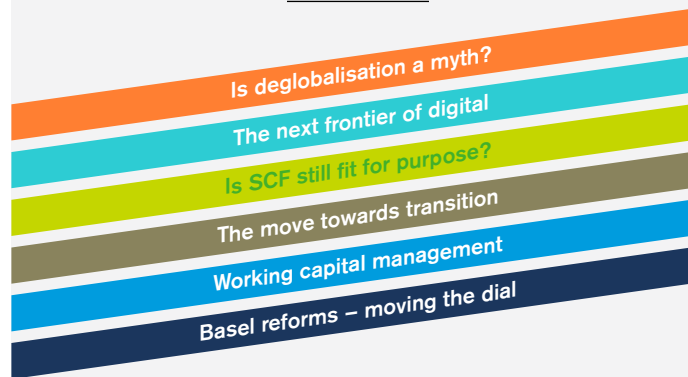 Is deglobalisation a myth?
The next frontier of digital
Is SCF still fit for purpose?
The move towards transition
Working capital management
Basel reforms – moving the dial